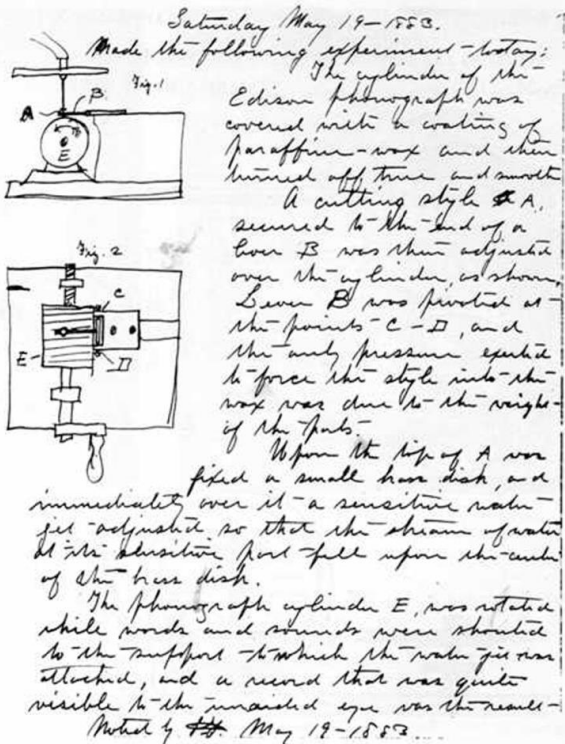 Saturday May 19-1883.
Made the following experiment today:
Fig. 1
The cylinder of the
B
A
Edison phonograph was
covered with a coating of
E
paraffine-wax and then
turned off true and smooth
A cutting style A,
secured to the end of a
Fig. 2
lever B was then adjusted
over the cylinder, as shown.
C
Lever B was pivoted at
the points C-D, and
E
D
the only pressure exerted
to force the style into the
wax was due to the weight
of the parts-
Upon the top of A was
fixed a small brass disk, and
immediately over it a sensitive water
jet adjusted so that the stream of water
at its sensitive part fell upon the center
of the brass disk.
The phonograph cylinder E, was rotated
while words and sounds were shouted
to the support to which the water jet was
attached, and a record that was quite
visible to the unaided eye was the result-
Noted by May 19-1883.